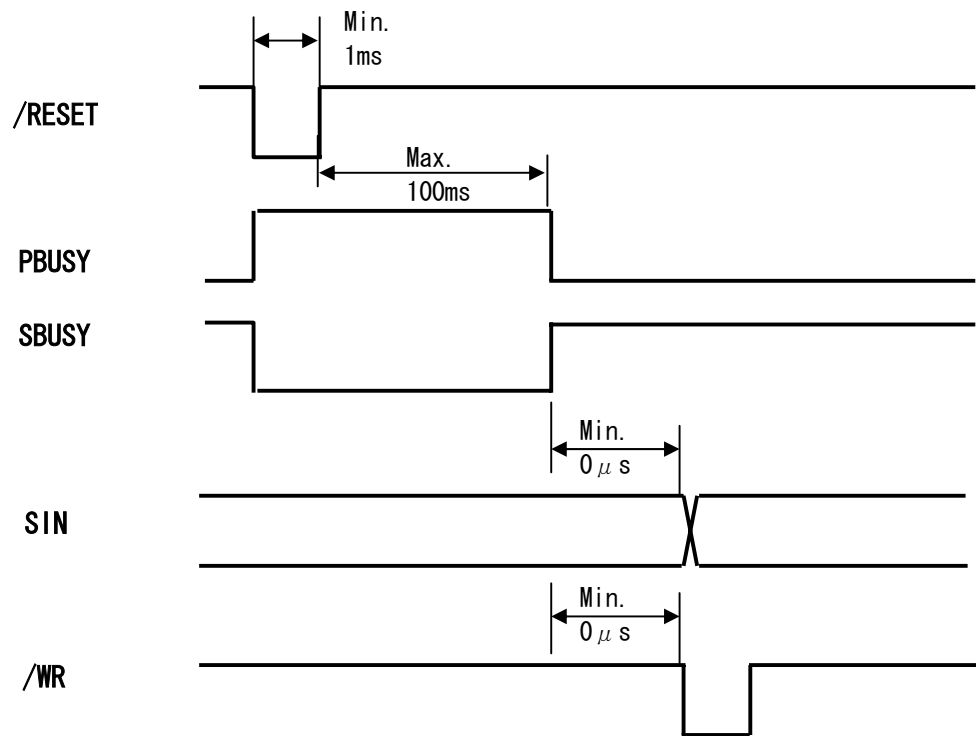 Min.
1ms
/RESET
Max.
100ms
PBUSY
SBUSY
Min.
0μs
SIN
Min.
0μs
/WR